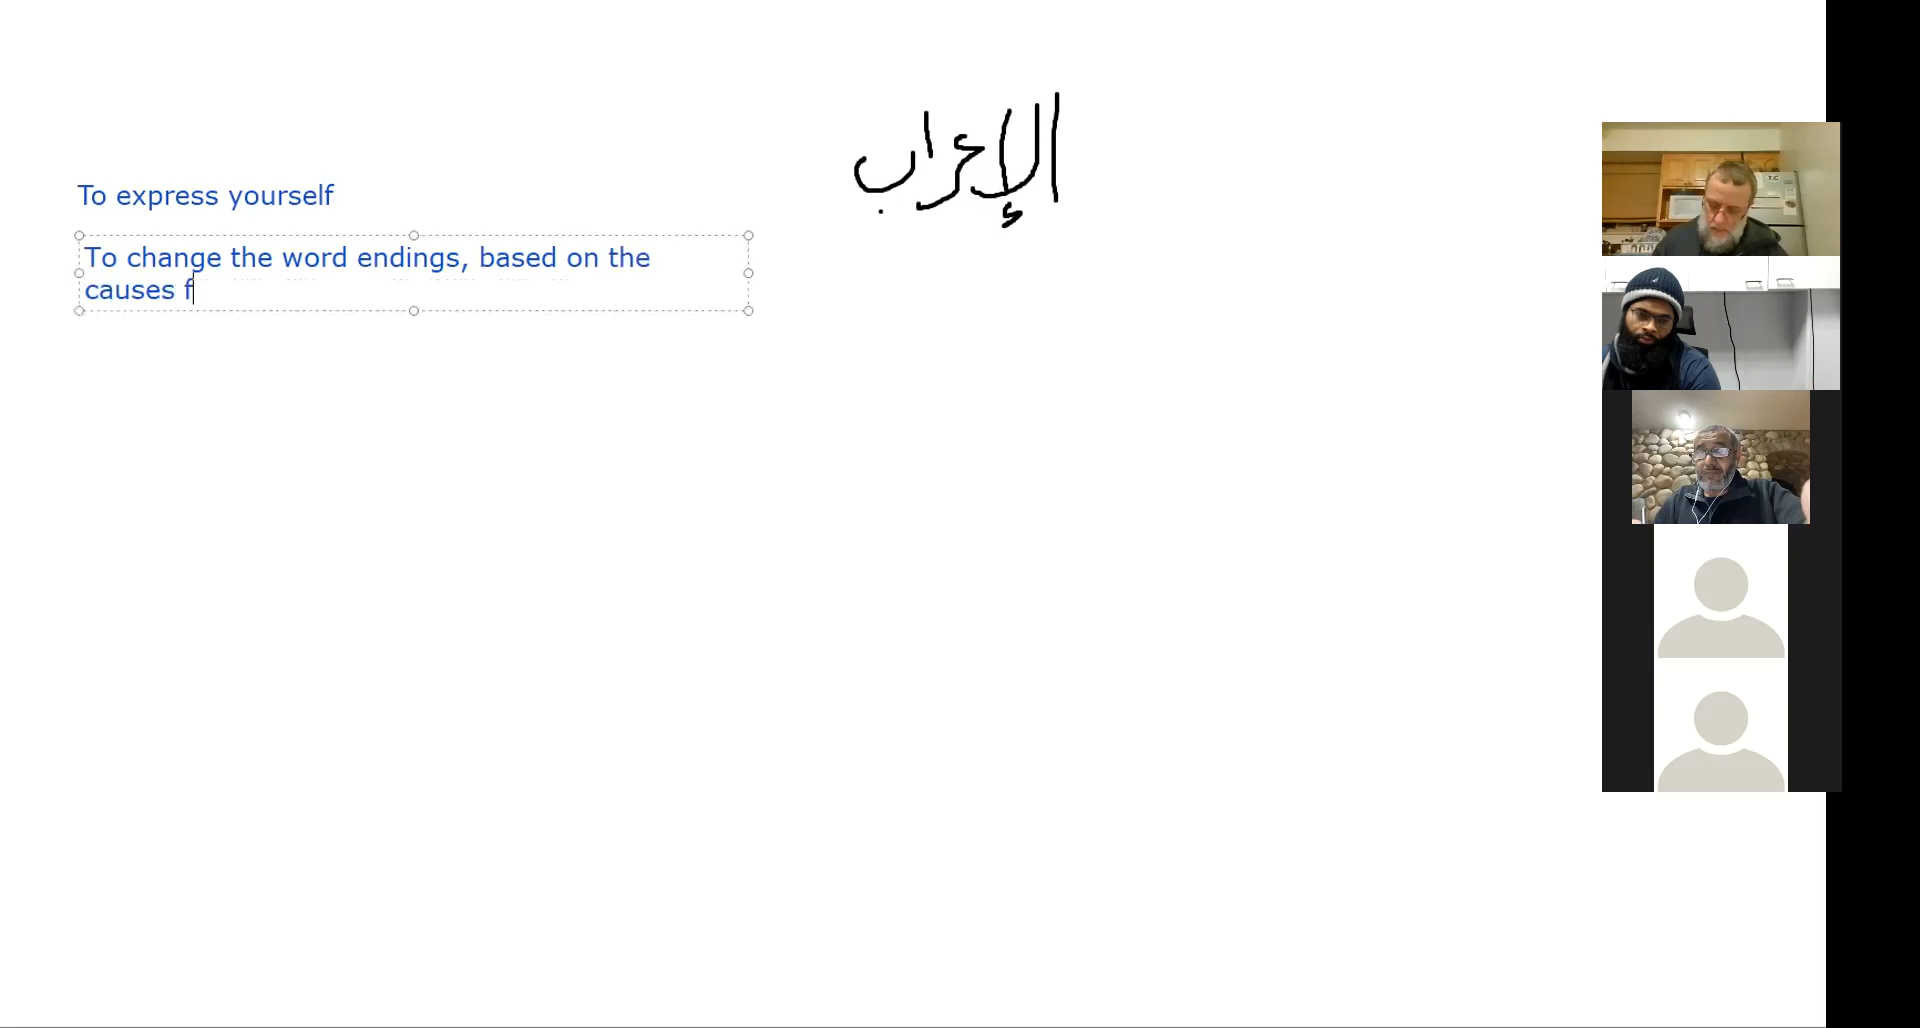 الإعراب
To express yourself
To change the word endings, based on the
causes f